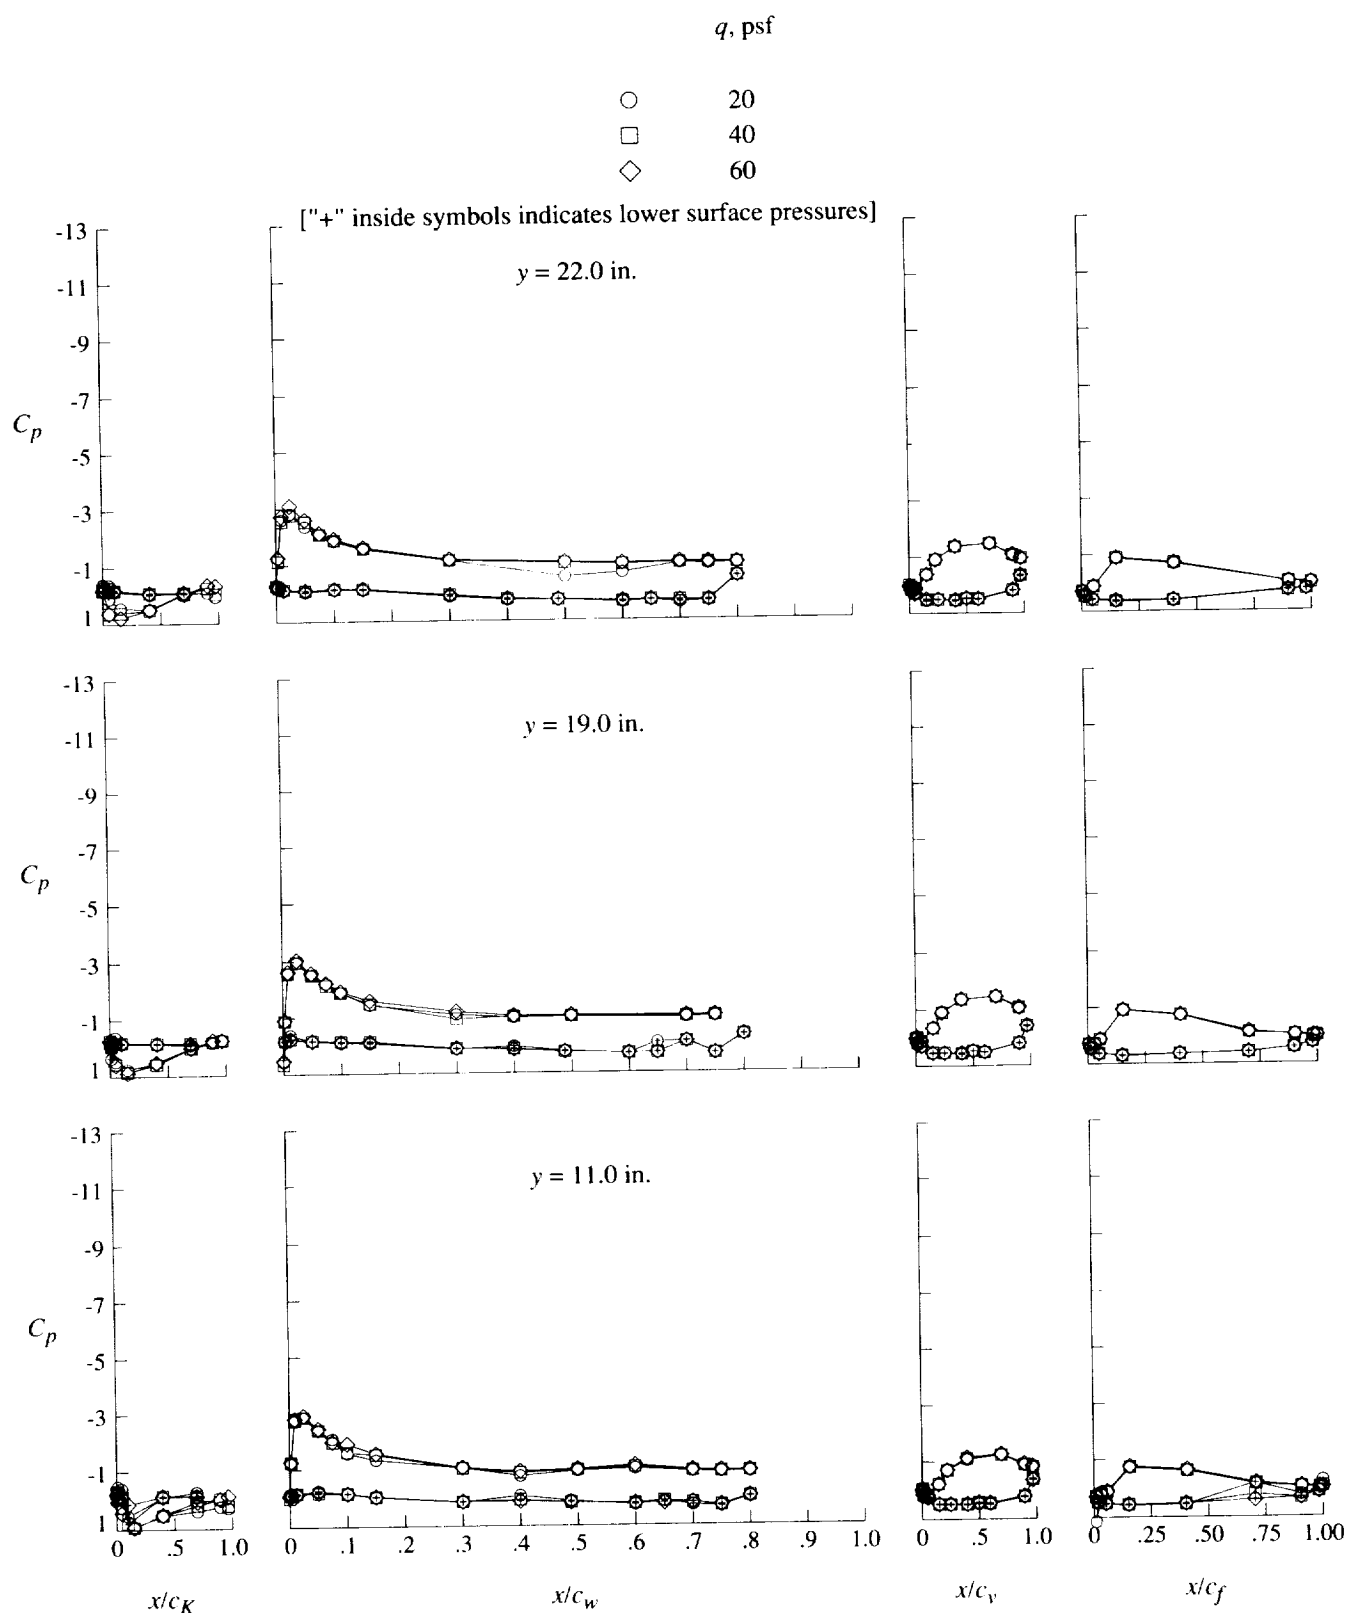 q, psf
20
40
60
["+" inside symbols indicates lower surface pressures]
-13
-11
-9
-7
-5
-3
-1
1
C_p
y = 22.0 in.
-13
-11
-9
-7
-5
-3
-1
1
C_p
y = 19.0 in.
-13
-11
-9
-7
-5
-3
-1
1
C_p
y = 11.0 in.
0 .5 1.0
0 .1 .2 .3 .4 .5 .6 .7 .8 .9 1.0
0 .5 1.0
0 .25 .50 .75 1.00
x/c_K
x/c_w
x/c_v
x/c_f